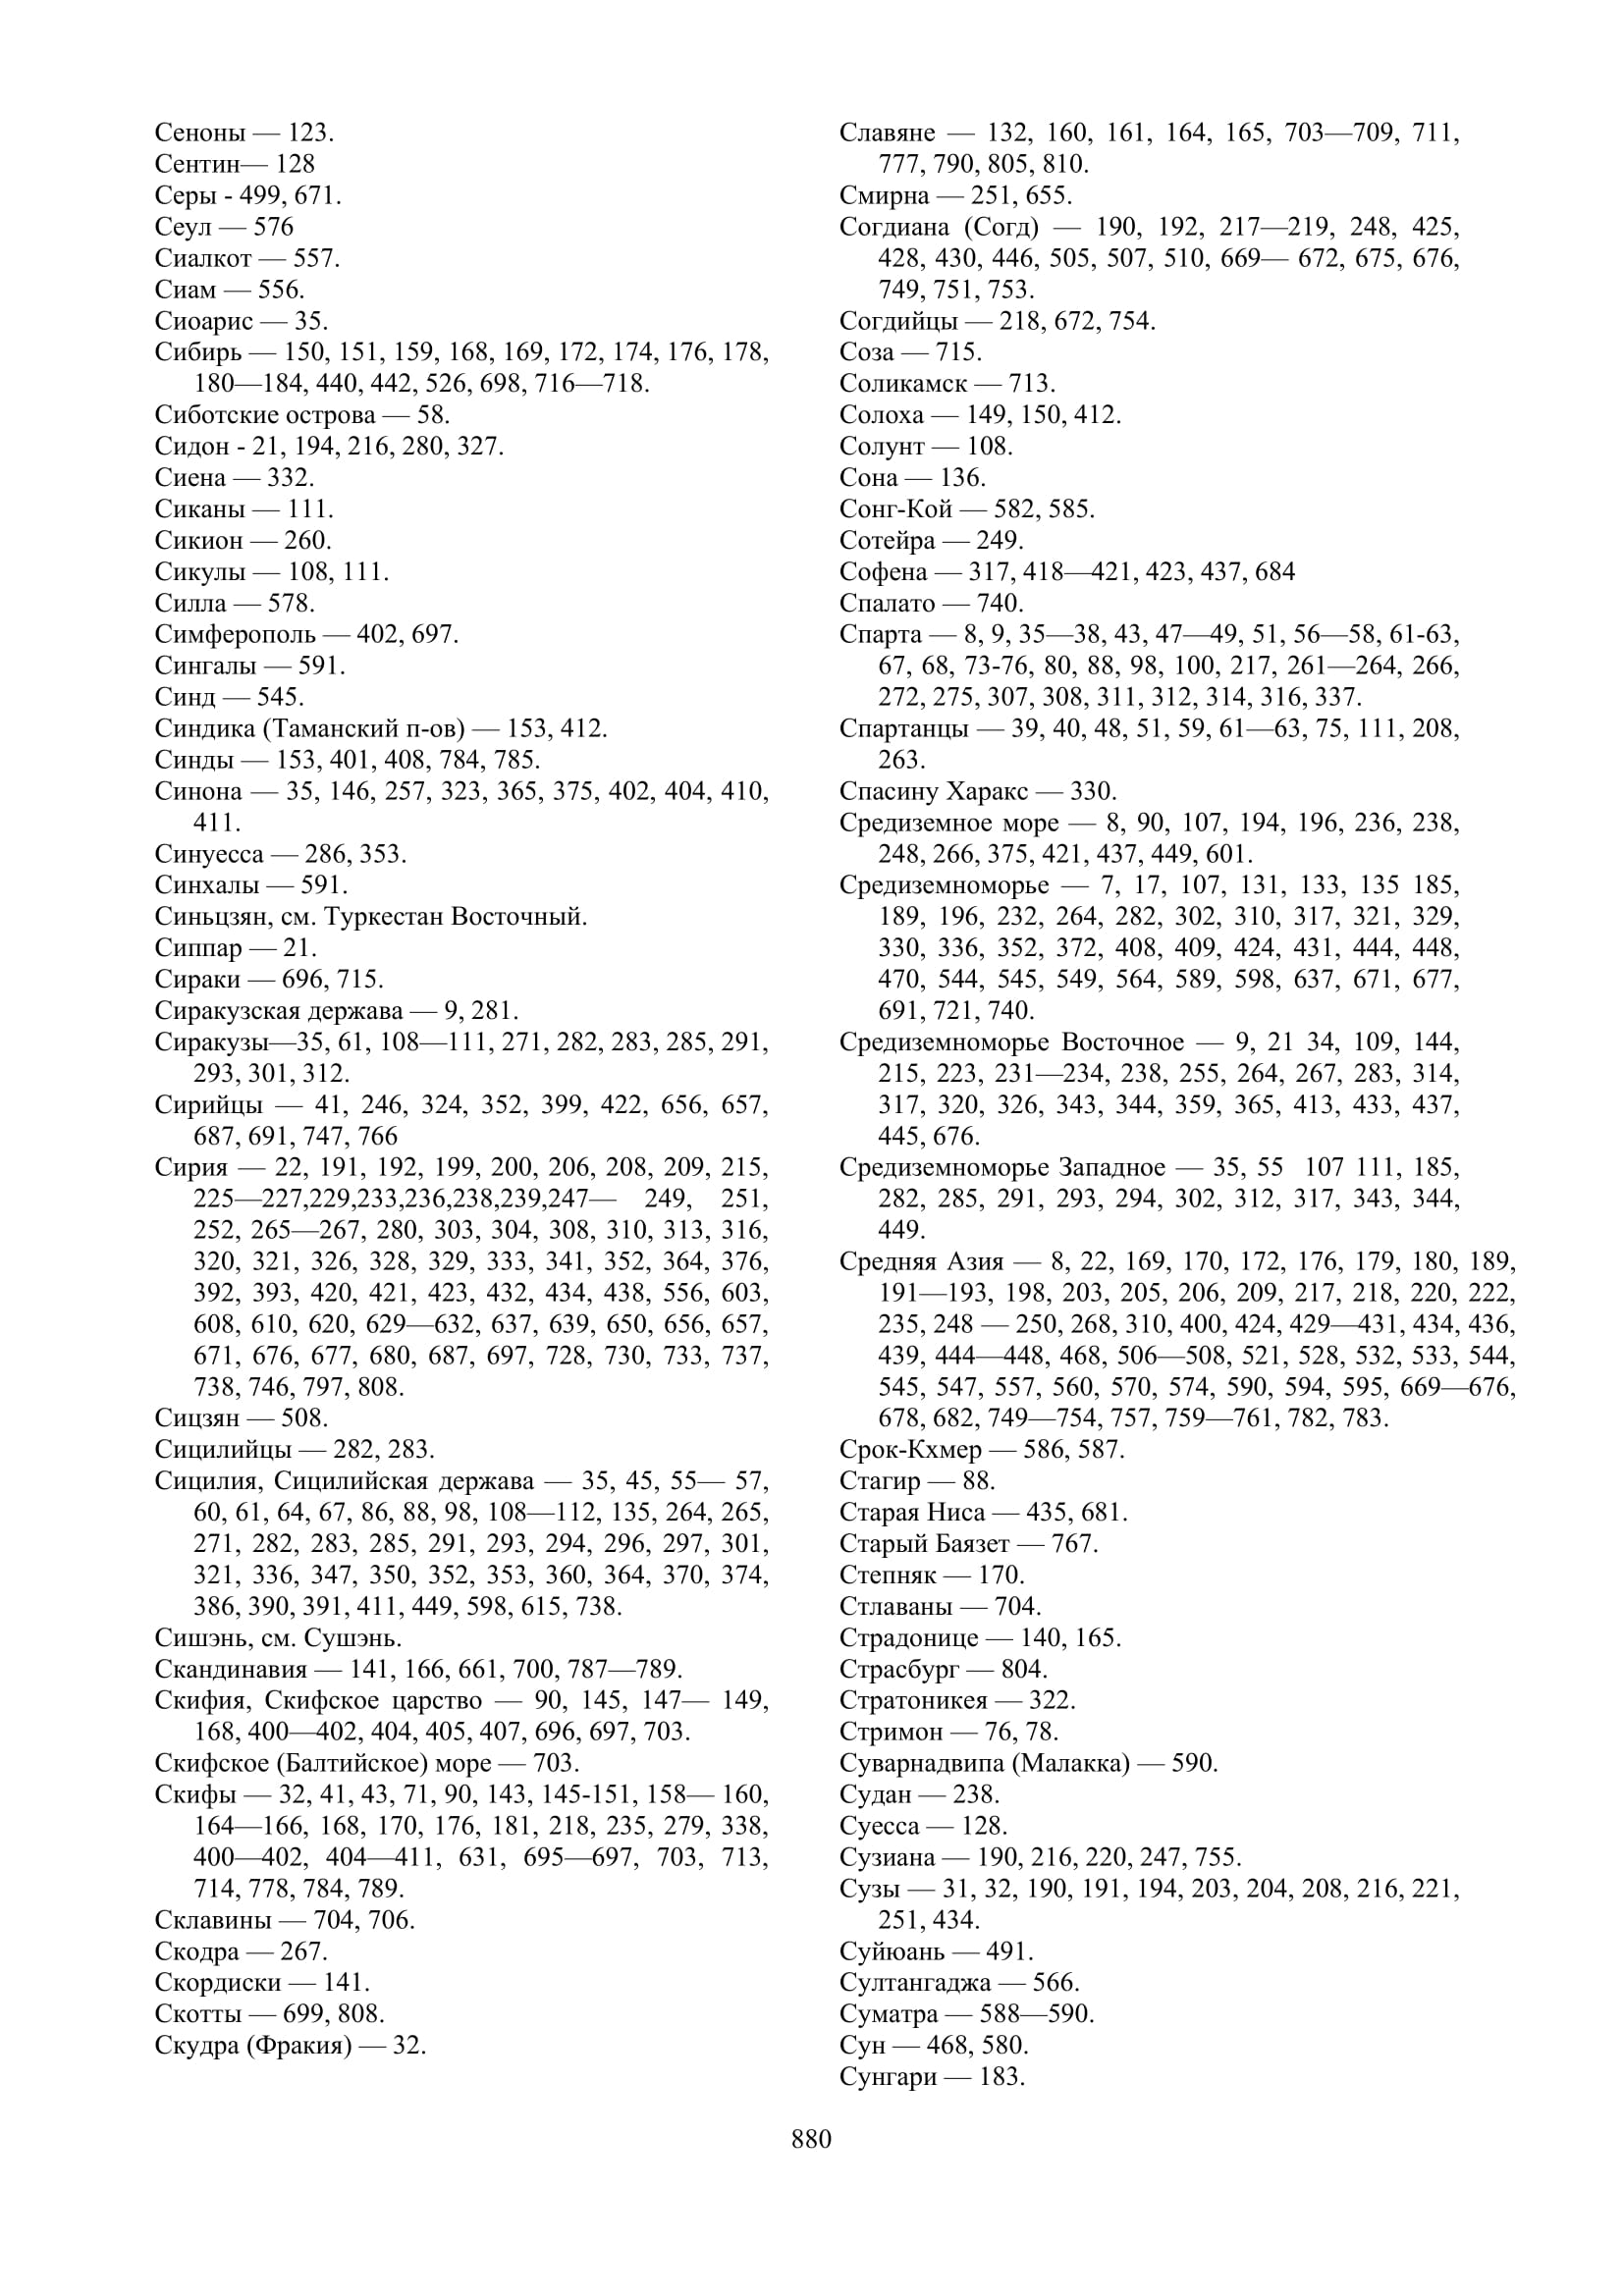 Сеноны — 123.
Сентин— 128
Серы - 499, 671.
Сеул — 576
Сиалкот — 557.
Сиам — 556.
Сиоарис — 35.
Сибирь — 150, 151, 159, 168, 169, 172, 174, 176, 178,
180—184, 440, 442, 526, 698, 716—718.
Сиботские острова — 58.
Сидон - 21, 194, 216, 280, 327.
Сиена — 332.
Сиканы — 111.
Сикион — 260.
Сикулы — 108, 111.
Силла — 578.
Симферополь — 402, 697.
Сингалы — 591.
Синд — 545.
Синдика (Таманский п-ов) — 153, 412.
Синды — 153, 401, 408, 784, 785.
Синона — 35, 146, 257, 323, 365, 375, 402, 404, 410,
411.
Синуесса — 286, 353.
Синхалы — 591.
Синьцзян, см. Туркестан Восточный.
Сиппар — 21.
Сираки — 696, 715.
Сиракузская держава — 9, 281.
Сиракузы—35, 61, 108—111, 271, 282, 283, 285, 291,
293, 301, 312.
Сирийцы — 41, 246, 324, 352, 399, 422, 656, 657,
687, 691, 747, 766
Сирия — 22, 191, 192, 199, 200, 206, 208, 209, 215,
225—227,229,233,236,238,239,247— 249, 251,
252, 265—267, 280, 303, 304, 308, 310, 313, 316,
320, 321, 326, 328, 329, 333, 341, 352, 364, 376,
392, 393, 420, 421, 423, 432, 434, 438, 556, 603,
608, 610, 620, 629—632, 637, 639, 650, 656, 657,
671, 676, 677, 680, 687, 697, 728, 730, 733, 737,
738, 746, 797, 808.
Сицзян — 508.
Сицилийцы — 282, 283.
Сицилия, Сицилийская держава — 35, 45, 55— 57,
60, 61, 64, 67, 86, 88, 98, 108—112, 135, 264, 265,
271, 282, 283, 285, 291, 293, 294, 296, 297, 301,
321, 336, 347, 350, 352, 353, 360, 364, 370, 374,
386, 390, 391, 411, 449, 598, 615, 738.
Сишэнь, см. Сушэнь.
Скандинавия — 141, 166, 661, 700, 787—789.
Скифия, Скифское царство — 90, 145, 147— 149,
168, 400—402, 404, 405, 407, 696, 697, 703.
Скифское (Балтийское) море — 703.
Скифы — 32, 41, 43, 71, 90, 143, 145-151, 158— 160,
164—166, 168, 170, 176, 181, 218, 235, 279, 338,
400—402, 404—411, 631, 695—697, 703, 713,
714, 778, 784, 789.
Склавины — 704, 706.
Скодра — 267.
Скордиски — 141.
Скотты — 699, 808.
Скудра (Фракия) — 32.
Славяне — 132, 160, 161, 164, 165, 703—709, 711,
777, 790, 805, 810.
Смирна — 251, 655.
Согдиана (Согд) — 190, 192, 217—219, 248, 425,
428, 430, 446, 505, 507, 510, 669— 672, 675, 676,
749, 751, 753.
Согдийцы — 218, 672, 754.
Соза — 715.
Соликамск — 713.
Солоха — 149, 150, 412.
Солунт — 108.
Сона — 136.
Сонг-Кой — 582, 585.
Сотейра — 249.
Софена — 317, 418—421, 423, 437, 684
Спалато — 740.
Спарта — 8, 9, 35—38, 43, 47—49, 51, 56—58, 61-63,
67, 68, 73-76, 80, 88, 98, 100, 217, 261—264, 266,
272, 275, 307, 308, 311, 312, 314, 316, 337.
Спартанцы — 39, 40, 48, 51, 59, 61—63, 75, 111, 208,
263.
Спасину Харакс — 330.
Средиземное море — 8, 90, 107, 194, 196, 236, 238,
248, 266, 375, 421, 437, 449, 601.
Средиземноморье — 7, 17, 107, 131, 133, 135 185,
189, 196, 232, 264, 282, 302, 310, 317, 321, 329,
330, 336, 352, 372, 408, 409, 424, 431, 444, 448,
470, 544, 545, 549, 564, 589, 598, 637, 671, 677,
691, 721, 740.
Средиземноморье Восточное — 9, 21 34, 109, 144,
215, 223, 231—234, 238, 255, 264, 267, 283, 314,
317, 320, 326, 343, 344, 359, 365, 413, 433, 437,
445, 676.
Средиземноморье Западное — 35, 55 107 111, 185,
282, 285, 291, 293, 294, 302, 312, 317, 343, 344,
449.
Средняя Азия — 8, 22, 169, 170, 172, 176, 179, 180, 189,
191—193, 198, 203, 205, 206, 209, 217, 218, 220, 222,
235, 248 — 250, 268, 310, 400, 424, 429—431, 434, 436,
439, 444—448, 468, 506—508, 521, 528, 532, 533, 544,
545, 547, 557, 560, 570, 574, 590, 594, 595, 669—676,
678, 682, 749—754, 757, 759—761, 782, 783.
Срок-Кхмер — 586, 587.
Стагир — 88.
Старая Ниса — 435, 681.
Старый Баязет — 767.
Степняк — 170.
Стлаваны — 704.
Страдонице — 140, 165.
Страсбург — 804.
Стратоникея — 322.
Стримон — 76, 78.
Суварнадвипа (Малакка) — 590.
Судан — 238.
Суесса — 128.
Сузиана — 190, 216, 220, 247, 755.
Сузы — 31, 32, 190, 191, 194, 203, 204, 208, 216, 221,
251, 434.
Суйюань — 491.
Султангаджа — 566.
Суматра — 588—590.
Сун — 468, 580.
Сунгари — 183.
880